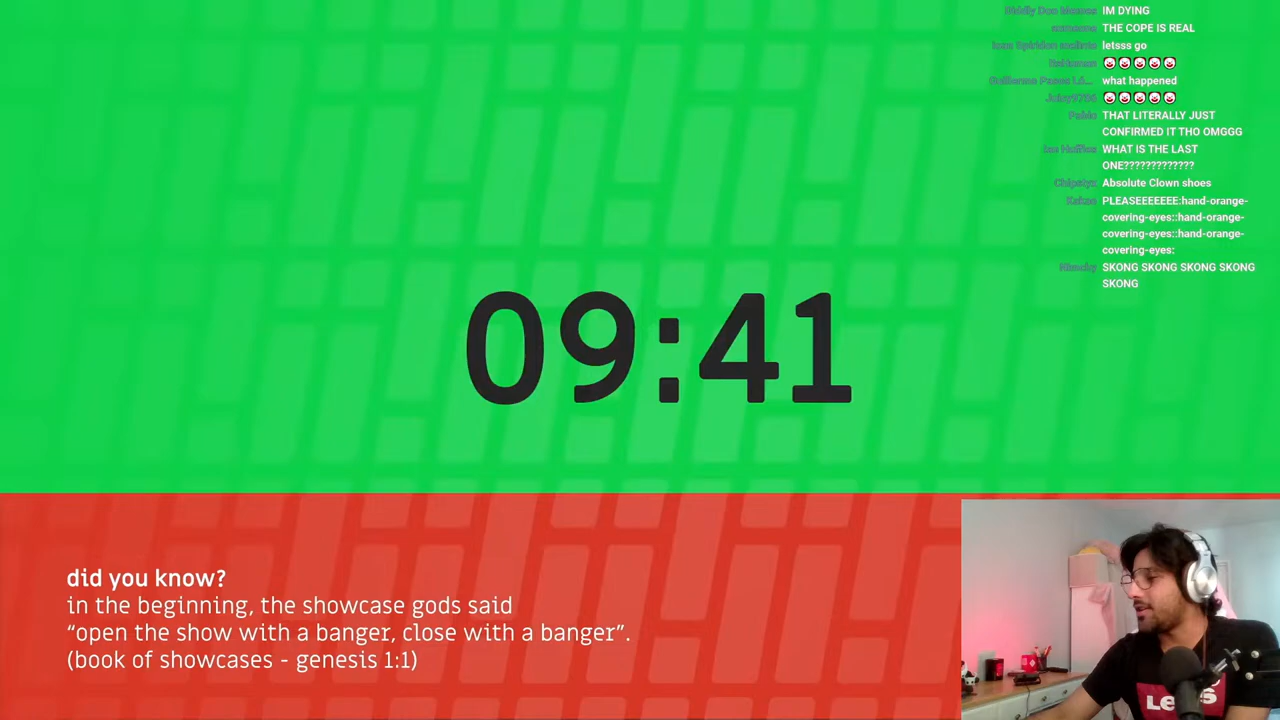 IM DYING
THE COPE IS REAL
letsss go
what happened
THAT LITERALLY JUST
CONFIRMED IT THO OMGGG
WHAT IS THE LAST
ONE?????????????
Absolute Clown shoes
PLEASEEEEEEE:hand-orange-
covering-eyes::hand-orange-
covering-eyes::hand-orange-
covering-eyes:
SKONG SKONG SKONG SKONG
SKONG
09:41
did you know?
in the beginning, the showcase gods said
“open the show with a banger, close with a banger”.
(book of showcases - genesis 1:1)